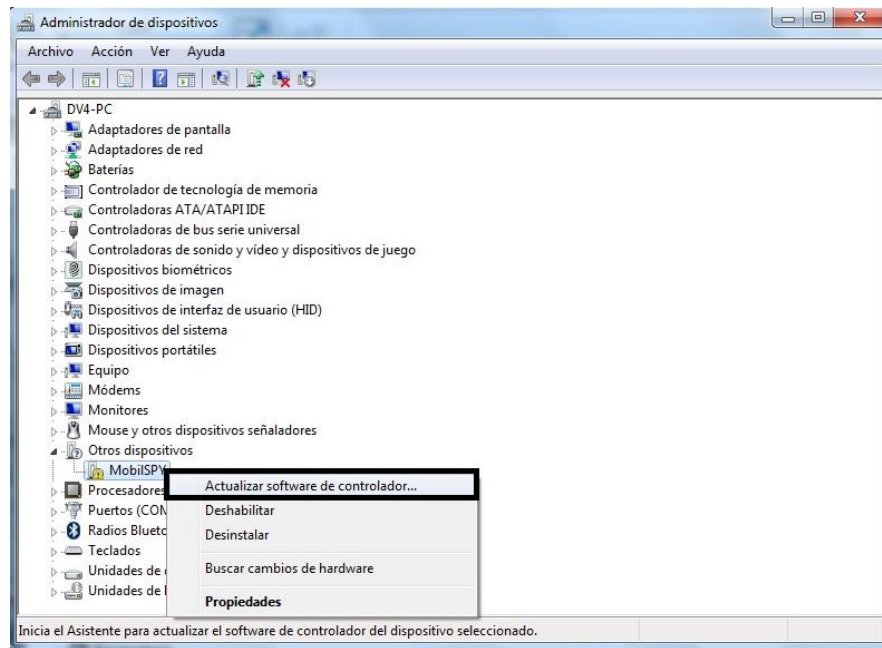 Administrador de dispositivos
Archivo Acción Ver Ayuda
DV4-PC
Adaptadores de pantalla
Adaptadores de red
Baterías
Controlador de tecnología de memoria
Controladoras ATA/ATAPI IDE
Controladoras de bus serie universal
Controladoras de sonido y vídeo y dispositivos de juego
Dispositivos biométricos
Dispositivos de imagen
Dispositivos de interfaz de usuario (HID)
Dispositivos del sistema
Dispositivos portátiles
Equipo
Módems
Monitores
Mouse y otros dispositivos señaladores
Otros dispositivos
MobilSPY
Procesadores
Puertos (COM
Radios Blueto
Teclados
Unidades de
Unidades de
Actualizar software de controlador...
Deshabilitar
Desinstalar
Buscar cambios de hardware
Propiedades
Inicia el Asistente para actualizar el software de controlador del dispositivo seleccionado.